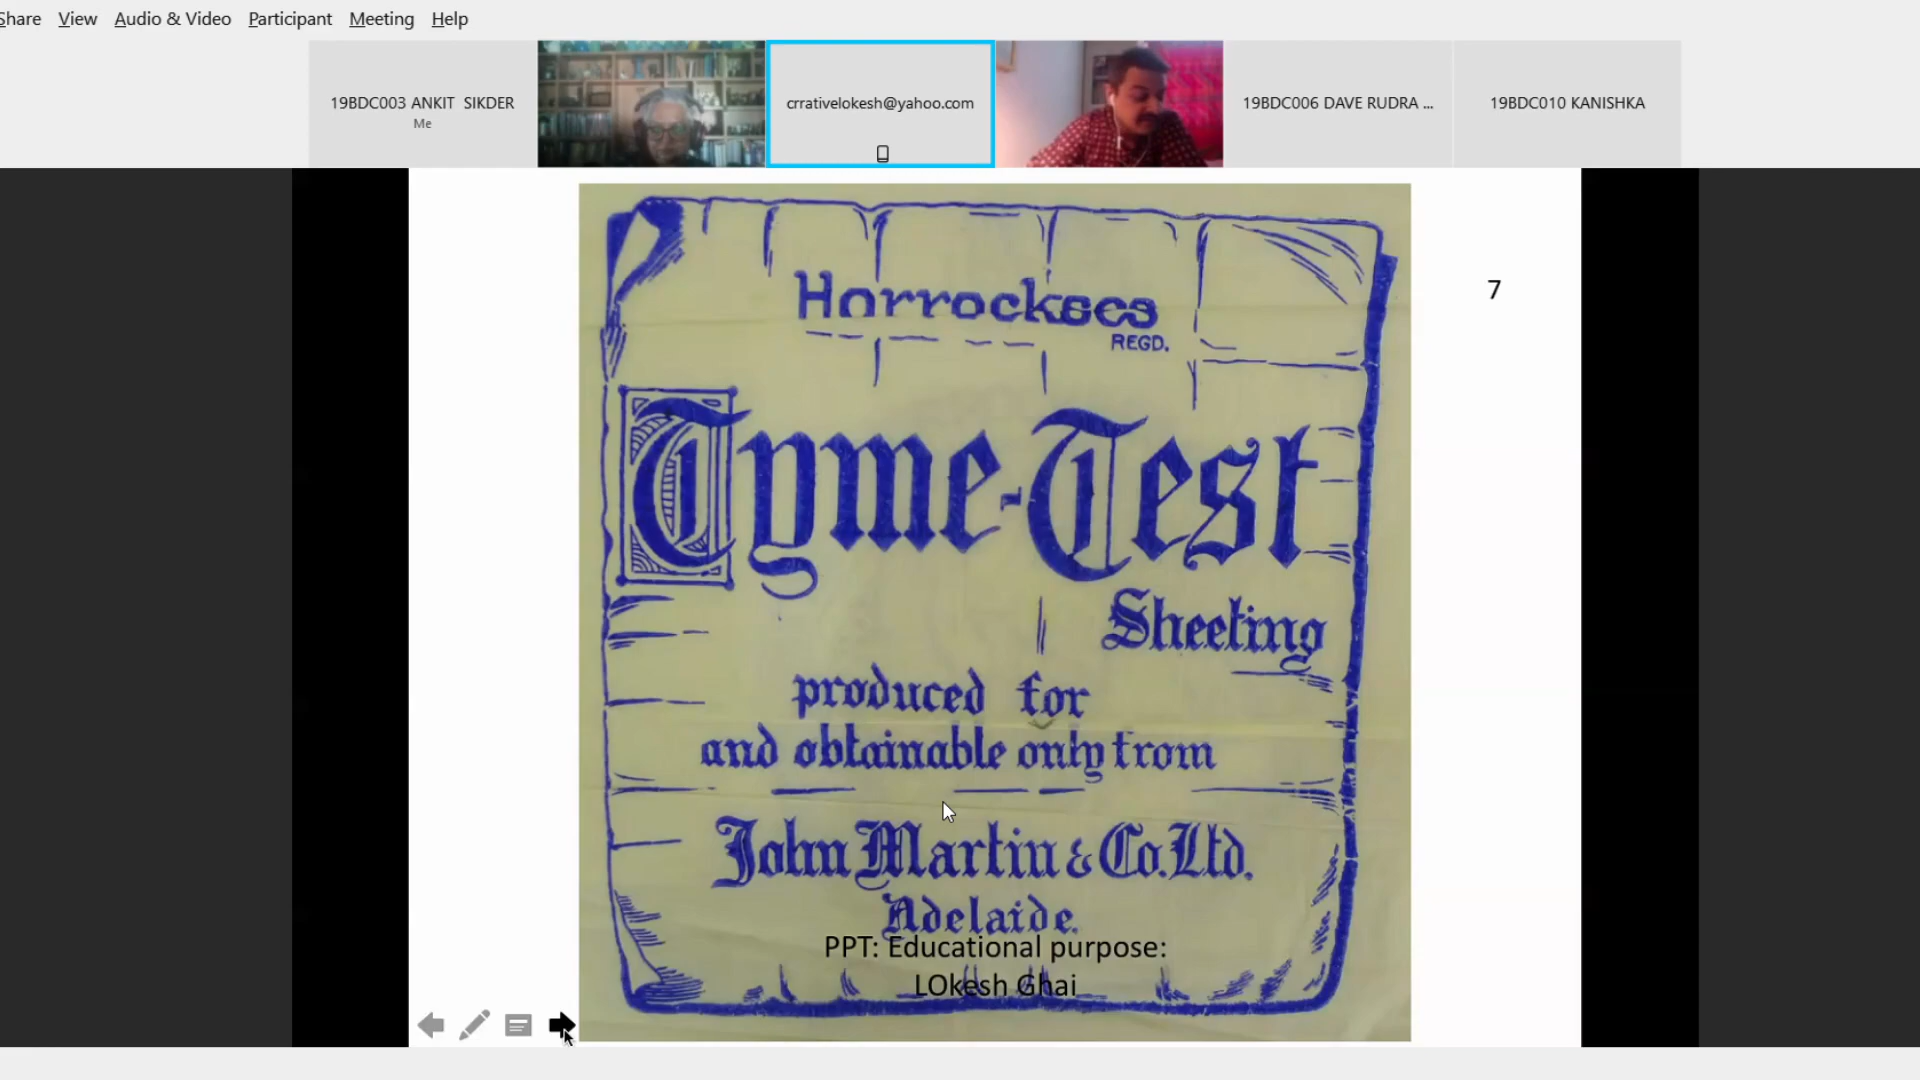 Share View Audio & Video Participant Meeting Help
19BDC003 ANKIT SIKDER
Me
crrativelokesh@yahoo.com
19BDC006 DAVE RUDRA ...
19BDC010 KANISHKA
7
Horrockses
REGD.
Tyme-Test
Sheeting
produced for
and obtainable only from
John Martin & Co. Ltd.
Adelaide.
PPT: Educational purpose:
LOkesh Ghai